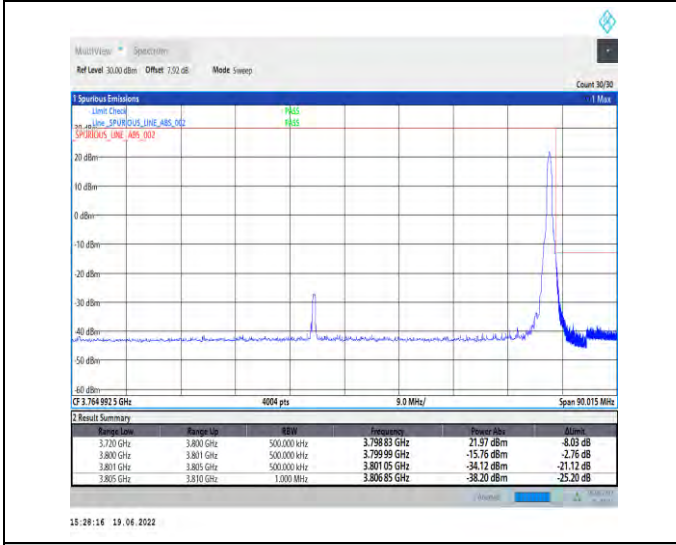 MultiView Spectrum
Ref Level 30.00 dBm Offset 7.92 dB Mode Sweep
Count 30/30
1 Spurious Emissions 1 Max
Limit Check PASS
Line _SPURIOUS_LINE_ABS_002 PASS
_SPURIOUS_LINE_ABS_002
20 dBm
10 dBm
0 dBm
-10 dBm
-20 dBm
-30 dBm
-40 dBm
-50 dBm
-60 dBm
CF 3.764 992 5 GHz 4004 pts 9.0 MHz/ Span 90.015 MHz
2 Result Summary
Range Low Range Up RBW Frequency Power Abs ΔLimit
3.720 GHz 3.800 GHz 500.000 kHz 3.798 83 GHz 21.97 dBm -8.03 dB
3.800 GHz 3.801 GHz 500.000 kHz 3.799 99 GHz -15.76 dBm -2.76 dB
3.801 GHz 3.805 GHz 500.000 kHz 3.801 05 GHz -34.12 dBm -21.12 dB
3.805 GHz 3.810 GHz 1.000 MHz 3.806 85 GHz -38.20 dBm -25.20 dB
15:28:16 19.06.2022